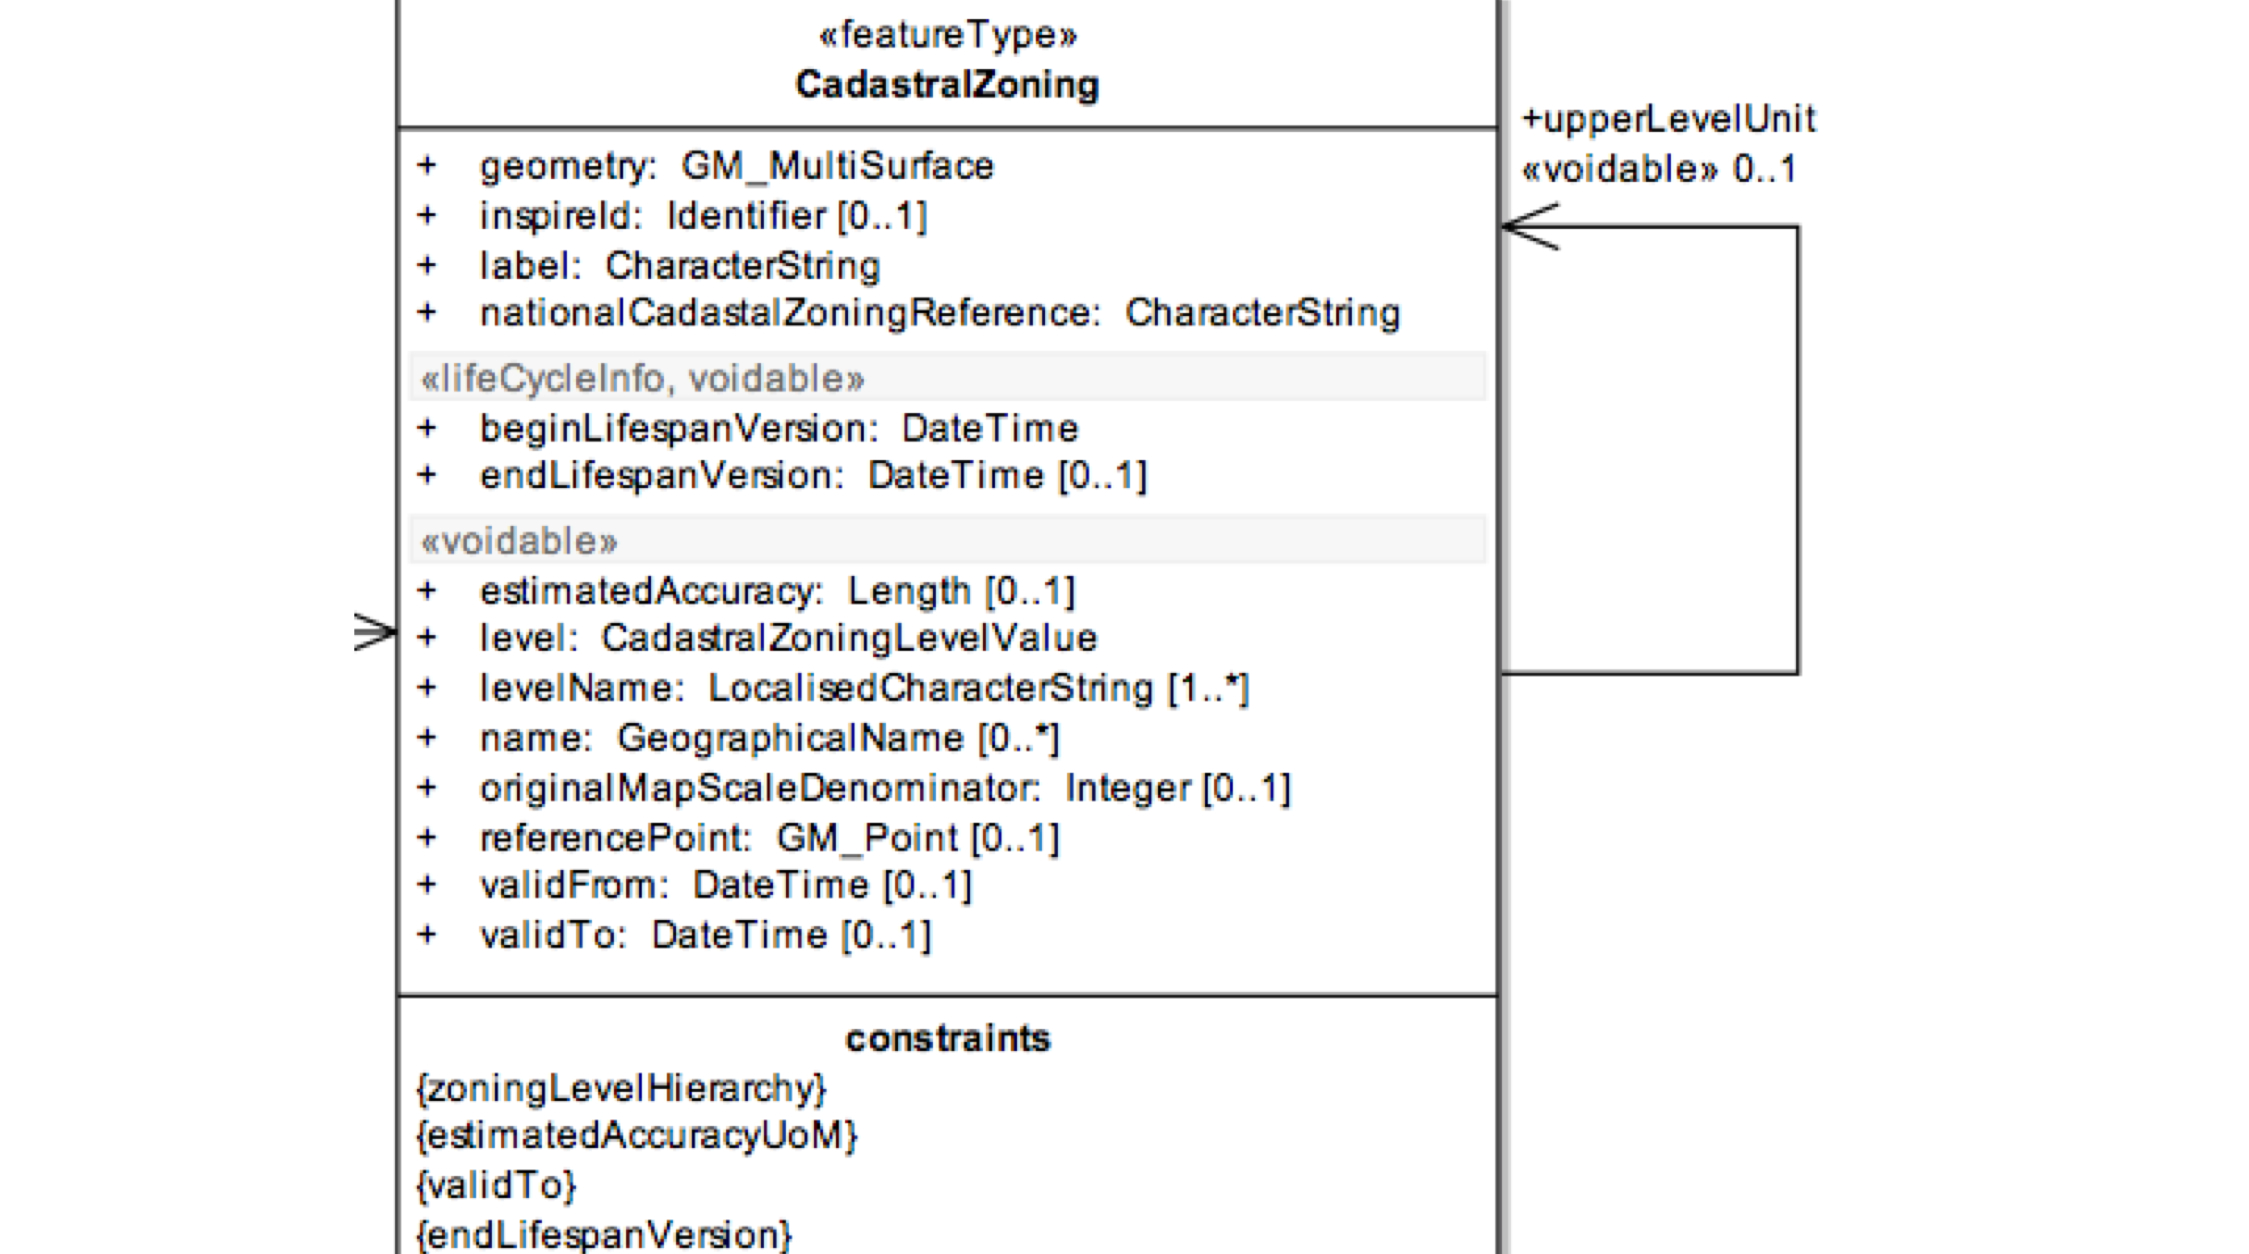 «featureType»
CadastralZoning
+upperLevelUnit
«voidable» 0..1
+ geometry: GM_MultiSurface
+ inspireId: Identifier [0..1]
+ label: CharacterString
+ nationalCadastalZoningReference: CharacterString
«lifeCycleInfo, voidable»
+ beginLifespanVersion: DateTime
+ endLifespanVersion: DateTime [0..1]
«voidable»
+ estimatedAccuracy: Length [0..1]
+ level: CadastralZoningLevelValue
+ levelName: LocalisedCharacterString [1..*]
+ name: GeographicalName [0..*]
+ originalMapScaleDenominator: Integer [0..1]
+ referencePoint: GM_Point [0..1]
+ validFrom: DateTime [0..1]
+ validTo: DateTime [0..1]
constraints
{zoningLevelHierarchy}
{estimatedAccuracyUoM}
{validTo}
{endLifespanVersion}